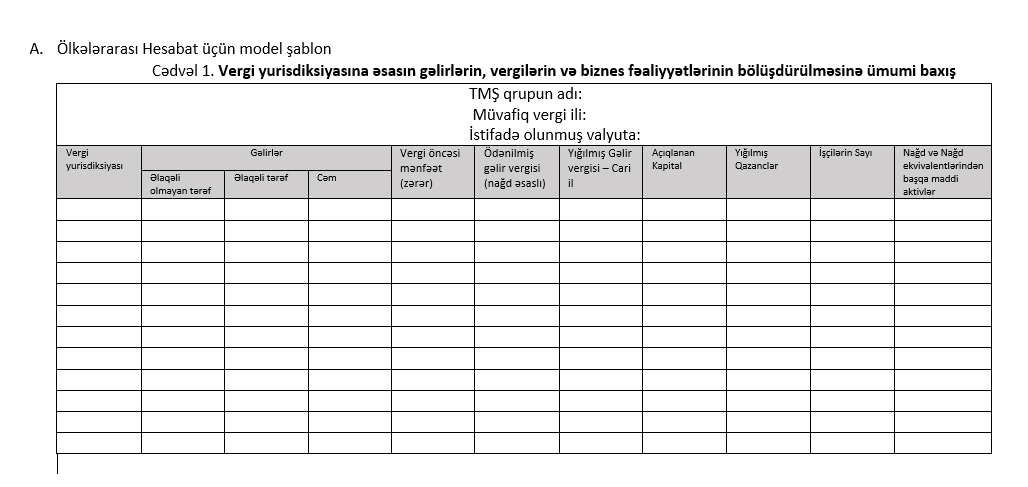 A. Ölkələrarası Hesabat üçün model şablon
Cədvəl 1. Vergi yurisdiksiyasına əsasın gəlirlərin, vergilərin və biznes fəaliyyətlərinin bölüşdürülməsinə ümumi baxış
TMŞ qrupun adı:
Müvafiq vergi ili:
İstifadə olunmuş valyuta:
Vergi
yurisdiksiyası
Gəlirlər
Əlaqəli
olmayan tərəf
Əlaqəli tərəf
Cəm
Vergi öncəsi
mənfəət
(zərər)
Ödənilmiş
gəlir vergisi
(nağd əsaslı)
Yığılmış Gəlir
vergisi – Cari
il
Açıqlanan
Kapital
Yığılmış
Qazanclar
İşçilərin Sayı
Nağd və Nağd
ekvivalentlərindən
başqa maddi
aktivlər